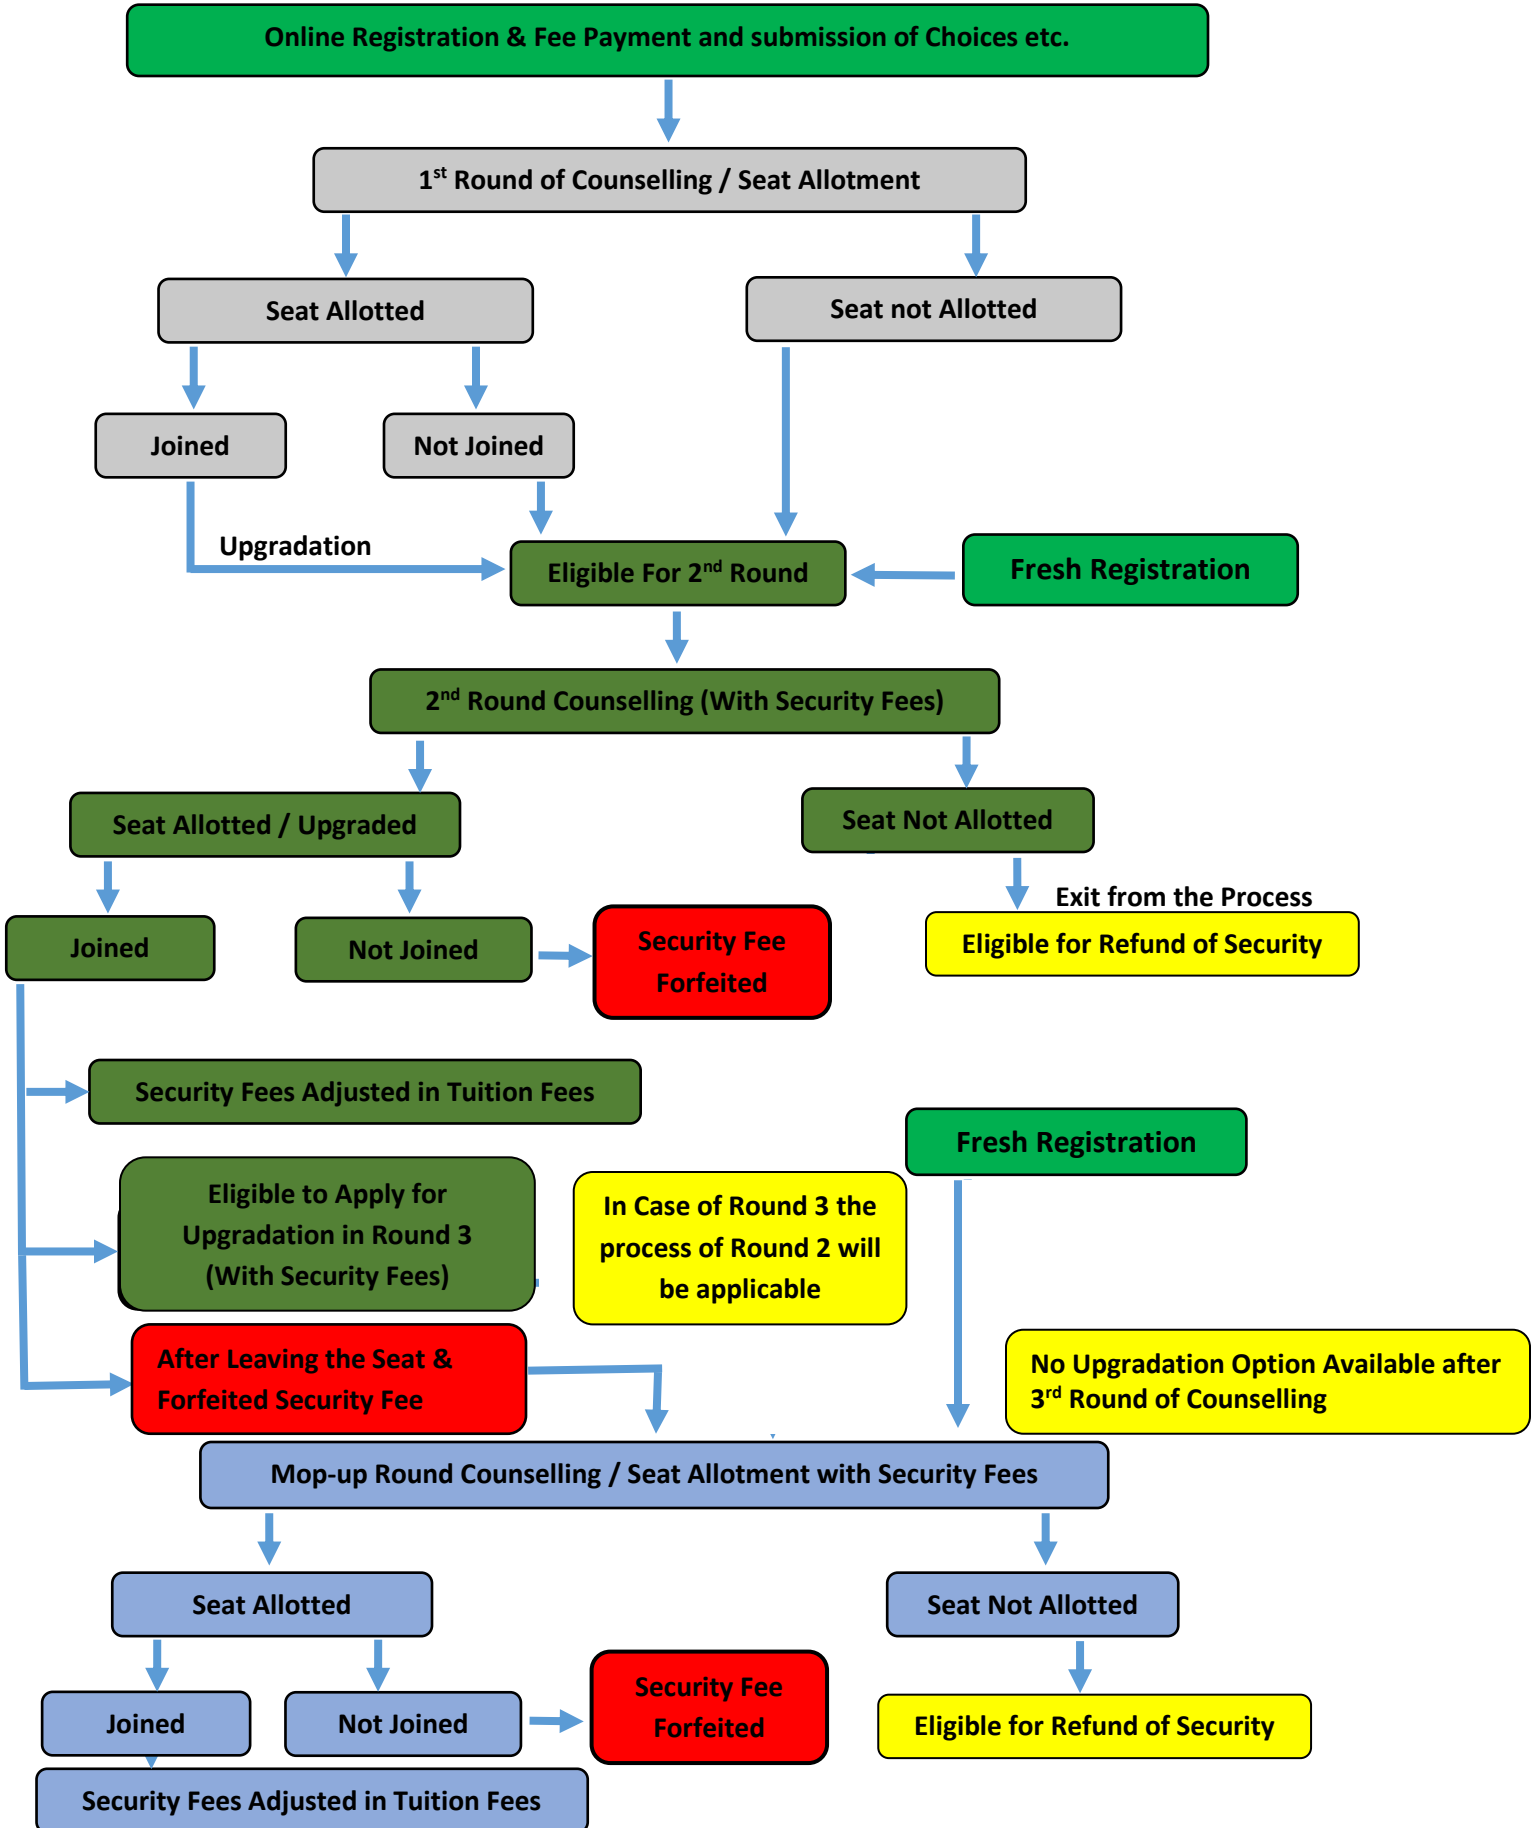 Online Registration & Fee Payment and submission of Choices etc.
1st Round of Counselling / Seat Allotment
Seat Allotted
Seat not Allotted
Joined
Not Joined
Upgradation
Eligible For 2nd Round
Fresh Registration
2nd Round Counselling (With Security Fees)
Seat Allotted / Upgraded
Seat Not Allotted
Exit from the Process
Joined
Not Joined
Security Fee
Forfeited
Eligible for Refund of Security
Security Fees Adjusted in Tuition Fees
Fresh Registration
Eligible to Apply for
Upgradation in Round 3
(With Security Fees)
In Case of Round 3 the
process of Round 2 will
be applicable
After Leaving the Seat &
Forfeited Security Fee
No Upgradation Option Available after
3rd Round of Counselling
Mop-up Round Counselling / Seat Allotment with Security Fees
Seat Allotted
Seat Not Allotted
Joined
Not Joined
Security Fee
Forfeited
Eligible for Refund of Security
Security Fees Adjusted in Tuition Fees